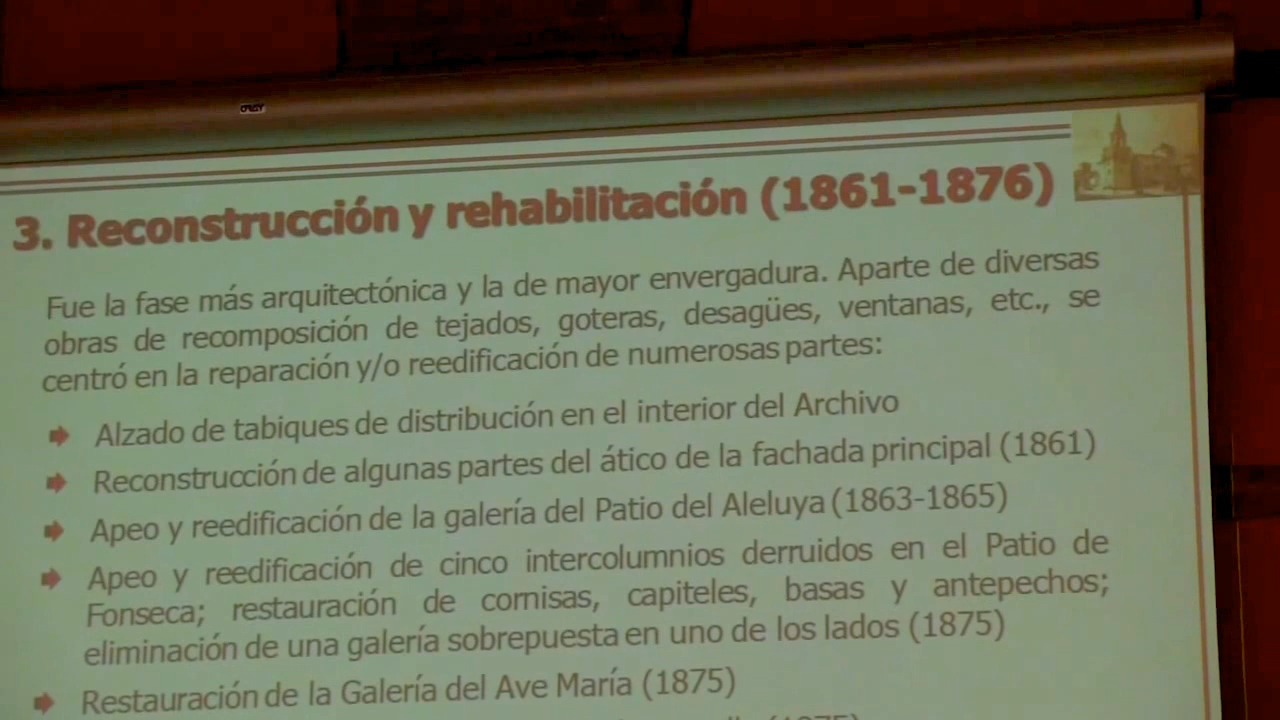 3. Reconstrucción y rehabilitación (1861-1876)
Fue la fase más arquitectónica y la de mayor envergadura. Aparte de diversas
obras de recomposición de tejados, goteras, desagües, ventanas, etc., se
centró en la reparación y/o reedificación de numerosas partes:
Alzado de tabiques de distribución en el interior del Archivo
Reconstrucción de algunas partes del ático de la fachada principal (1861)
Apeo y reedificación de la galería del Patio del Aleluya (1863-1865)
Apeo y reedificación de cinco intercolumnios derruidos en el Patio de
Fonseca; restauración de cornisas, capiteles, basas y antepechos;
eliminación de una galería sobrepuesta en uno de los lados (1875)
Restauración de la Galería del Ave María (1875)